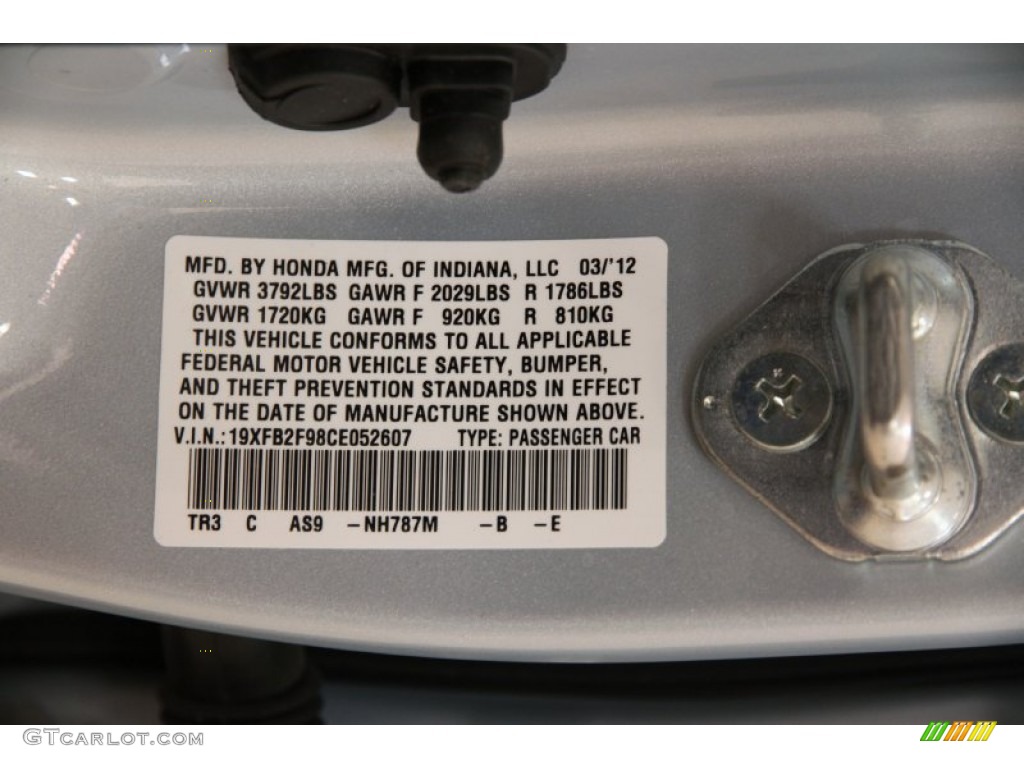 MFD. BY HONDA MFG. OF INDIANA, LLC 03/'12
GVWR 3792LBS GAWR F 2029LBS R 1786LBS
GVWR 1720KG GAWR F 920KG R 810KG
THIS VEHICLE CONFORMS TO ALL APPLICABLE
FEDERAL MOTOR VEHICLE SAFETY, BUMPER,
AND THEFT PREVENTION STANDARDS IN EFFECT
ON THE DATE OF MANUFACTURE SHOWN ABOVE.
V.I.N.:19XFB2F98CE052607 TYPE: PASSENGER CAR
TR3 C AS9 -NH787M -B -E
GTCARLOT.COM